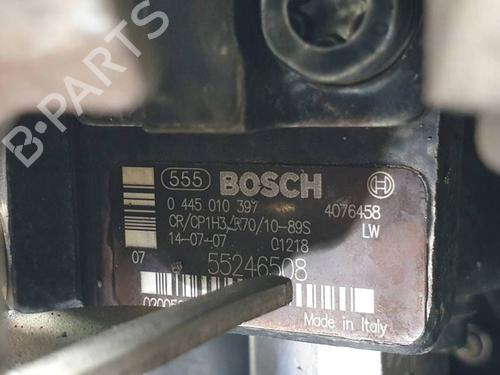 B-PARTS
555 BOSCH
0 445 010 397 4076458
CR/CP1H3/R70/10-89S LW
14-07-07 01218
07 55246508
Made in Italy